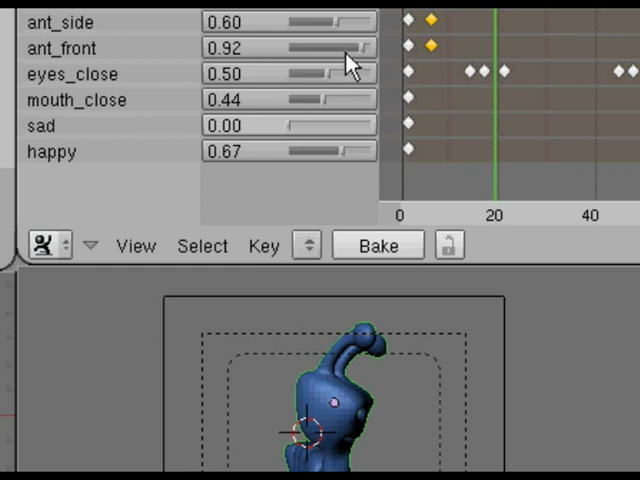 ant_side 0.60
ant_front 0.92
eyes_close 0.50
mouth_close 0.44
sad 0.00
happy 0.67
0 20 40
View Select Key Bake